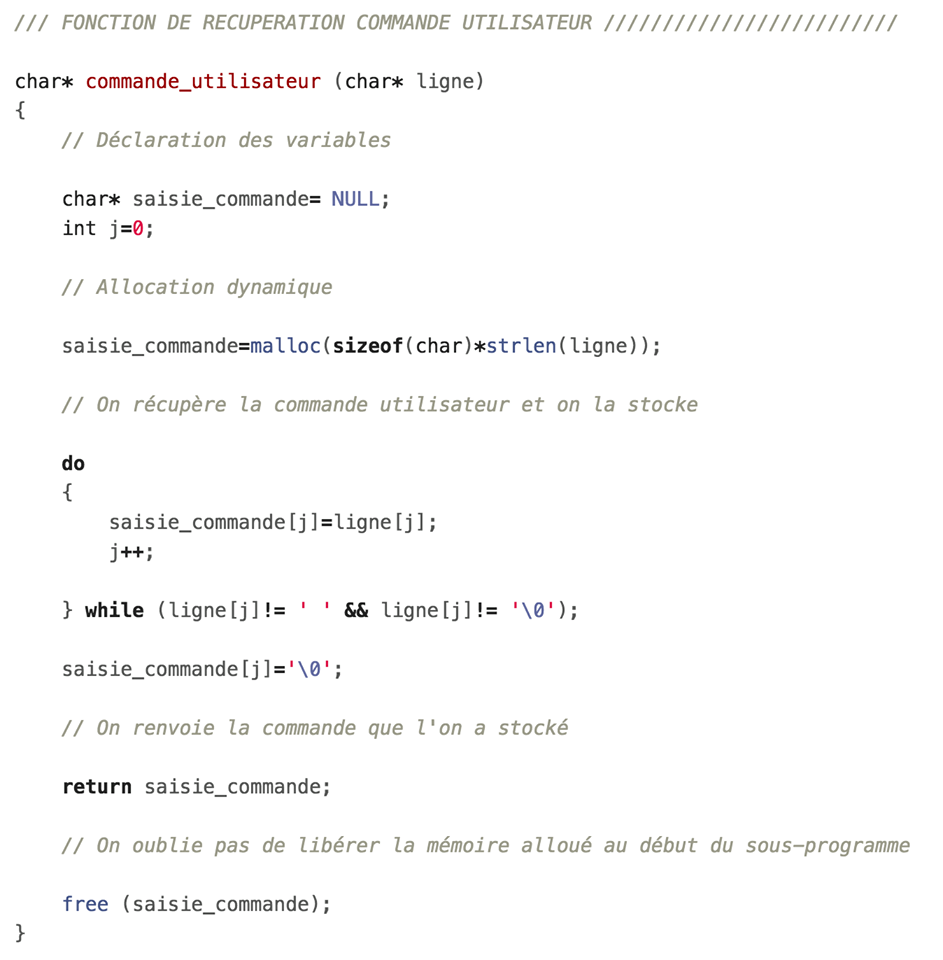 /// FONCTION DE RECUPERATION COMMANDE UTILISATEUR /////////////////////////
char* commande_utilisateur (char* ligne)
{
// Déclaration des variables
char* saisie_commande= NULL;
int j=0;
// Allocation dynamique
saisie_commande=malloc(sizeof(char)*strlen(ligne));
// On récupère la commande utilisateur et on la stocke
do
{
saisie_commande[j]=ligne[j];
j++;
} while (ligne[j]!= ' ' && ligne[j]!= '\0');
saisie_commande[j]='\0';
// On renvoie la commande que l'on a stocké
return saisie_commande;
// On oublie pas de libérer la mémoire alloué au début du sous-programme
free (saisie_commande);
}